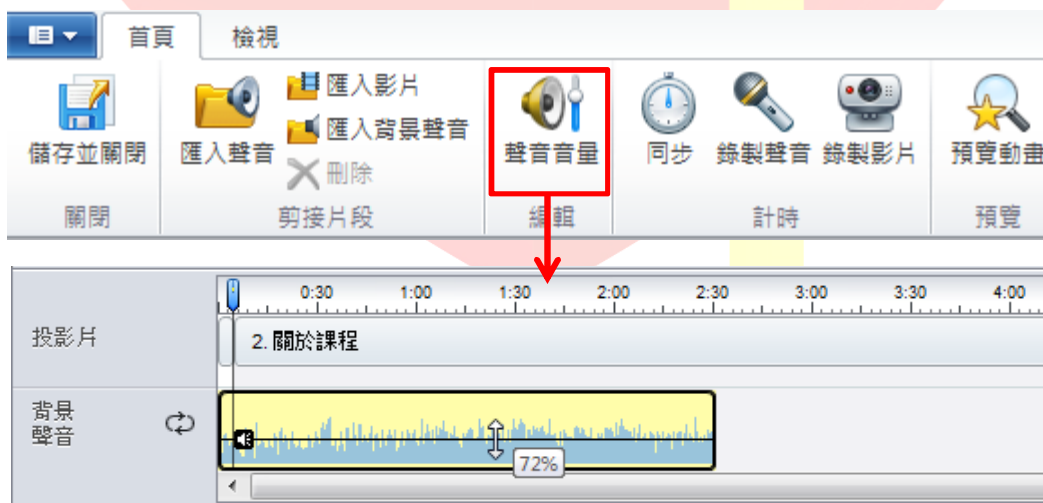 首頁 檢視
儲存並關閉 匯入聲音 匯入影片 匯入背景聲音 刪除 聲音音量 同步 錄製聲音 錄製影片 預覽動畫
關閉 剪接片段 編輯 計時 預覽
0:30 1:00 1:30 2:00 2:30 3:00 3:30 4:00
投影片 2. 關於課程
背景
聲音
72%